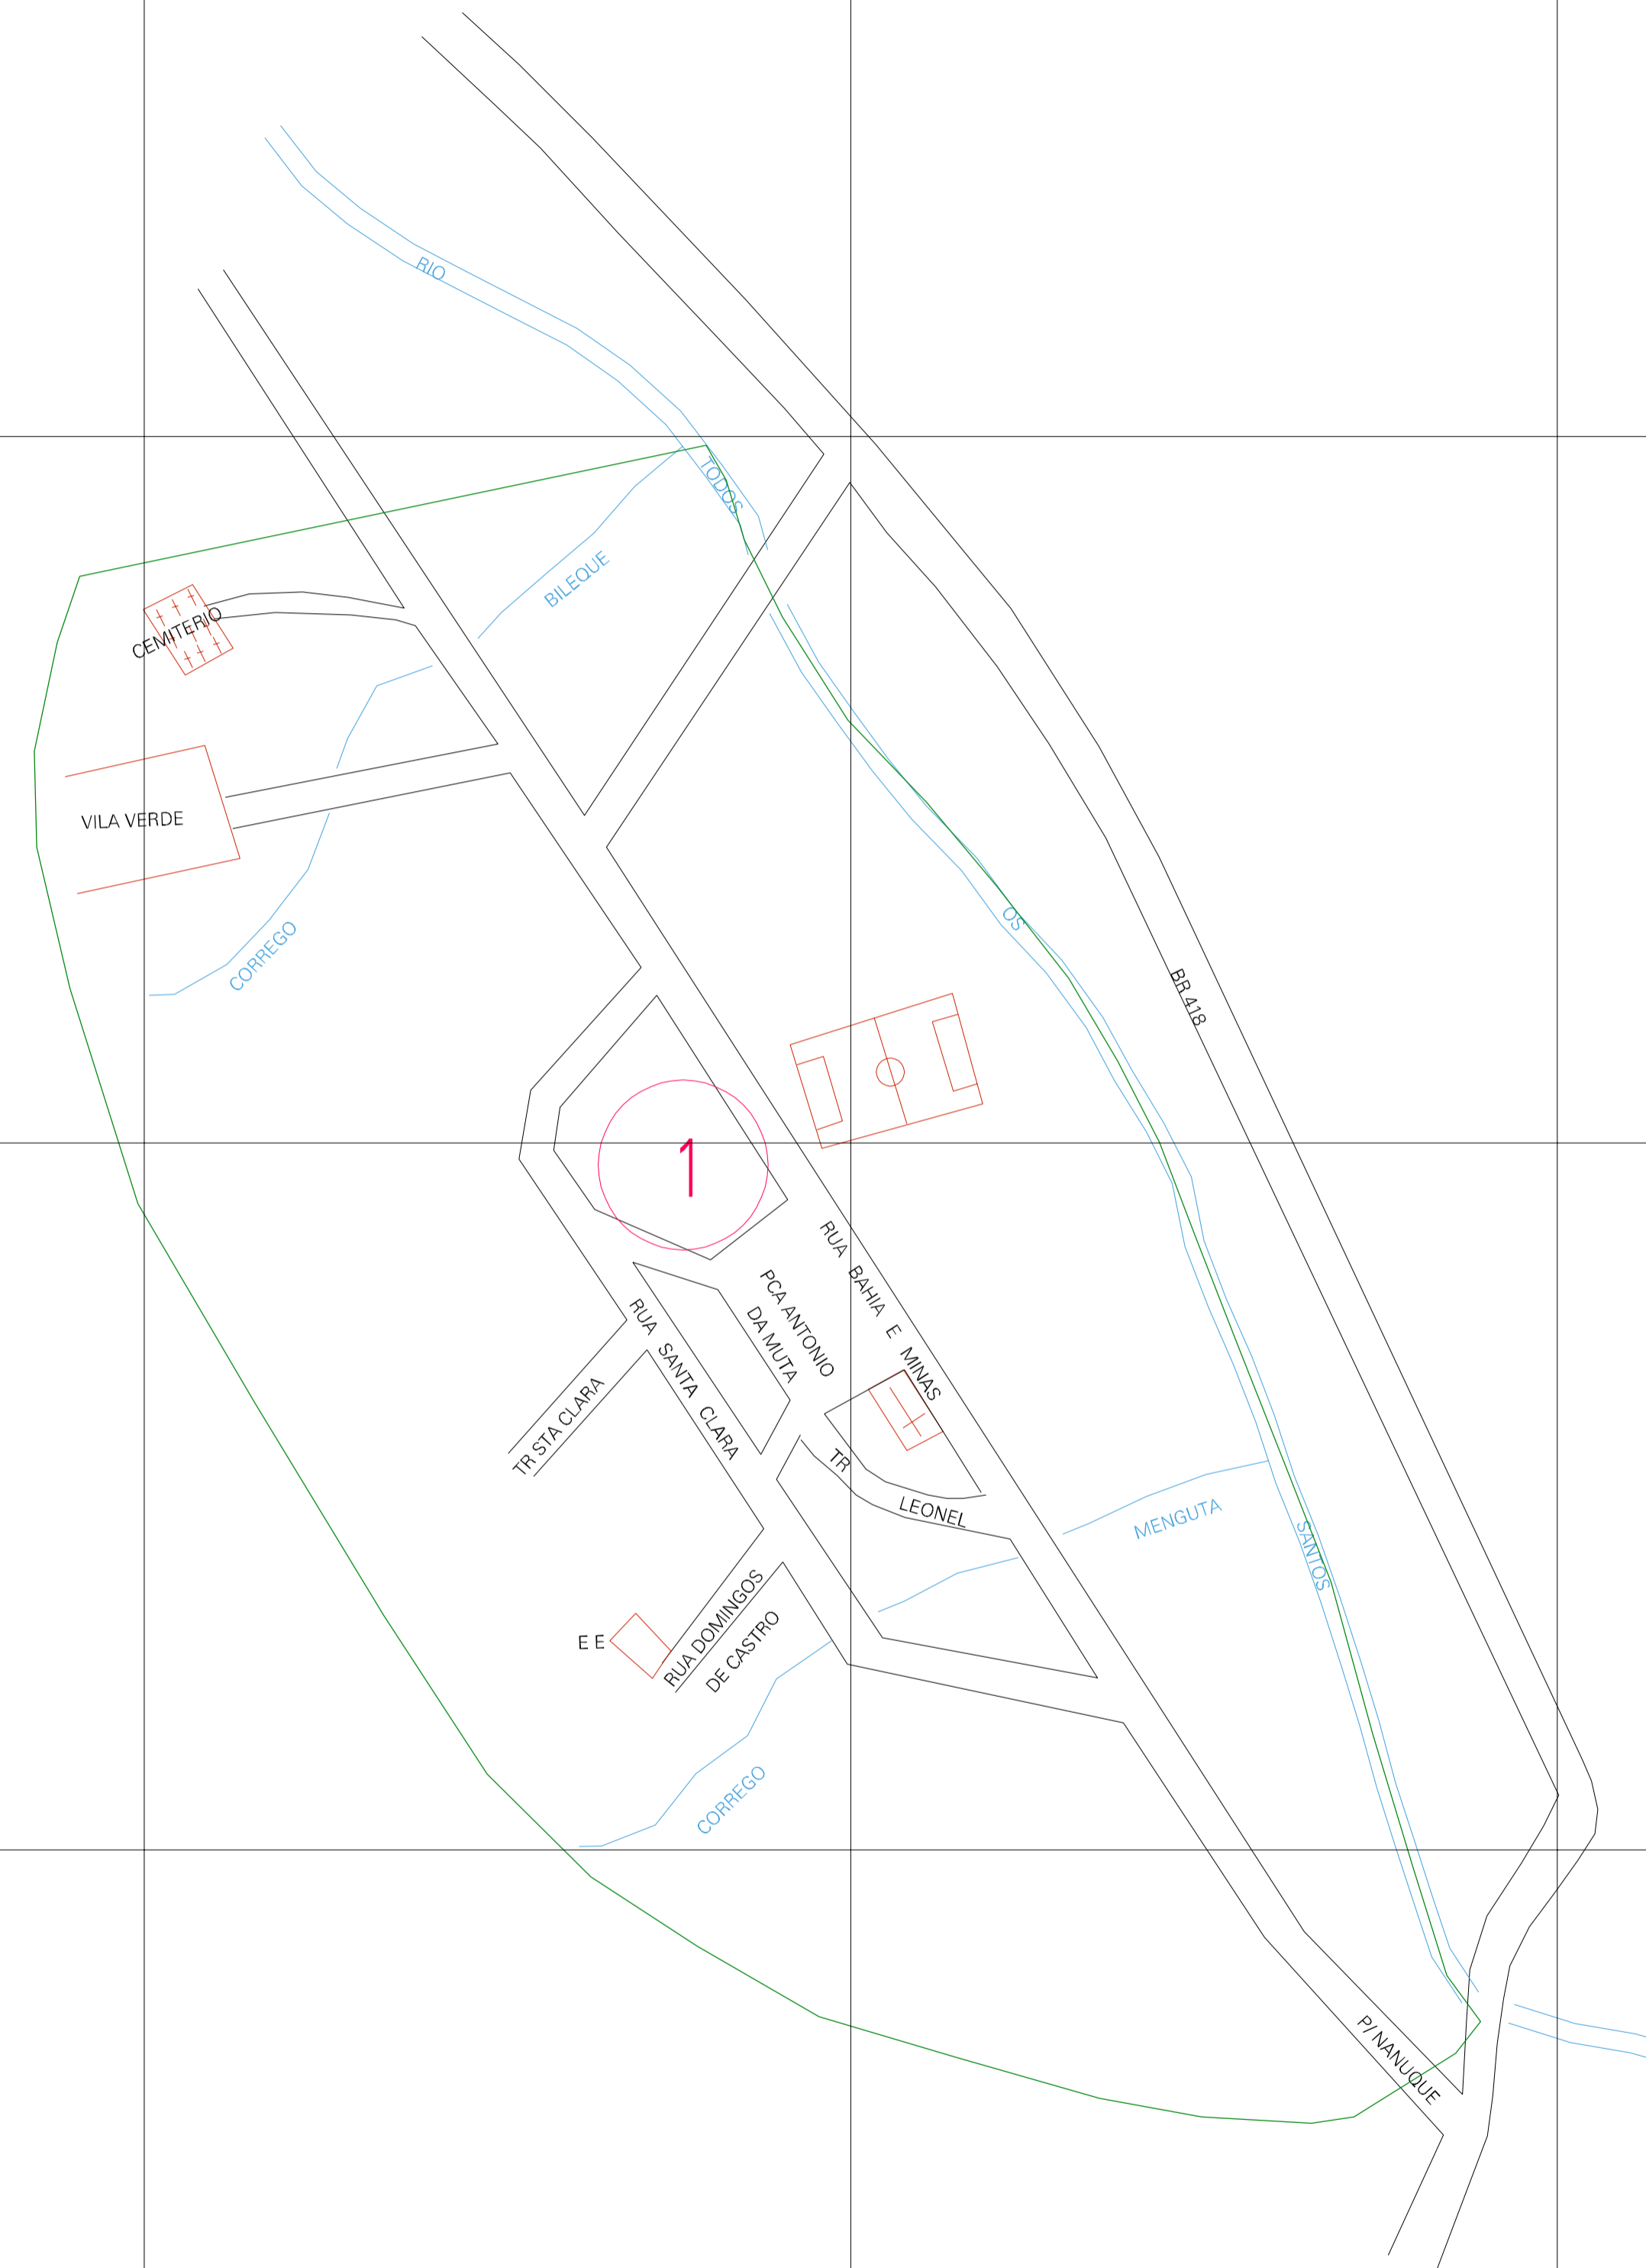 RIO
TODOS
BILEQUE
CEMITERIO
VILA VERDE
CORREGO
OS
BR 418
1
RUA BAHIA E MINAS
PCA ANTONIO
DA MUTA
RUA SANTA CLARA
TR STA CLARA
TR LEONEL
MENGUTA
SANTOS
E E
RUA DOMINGOS
DE CASTRO
CORREGO
P/ NANUQUE